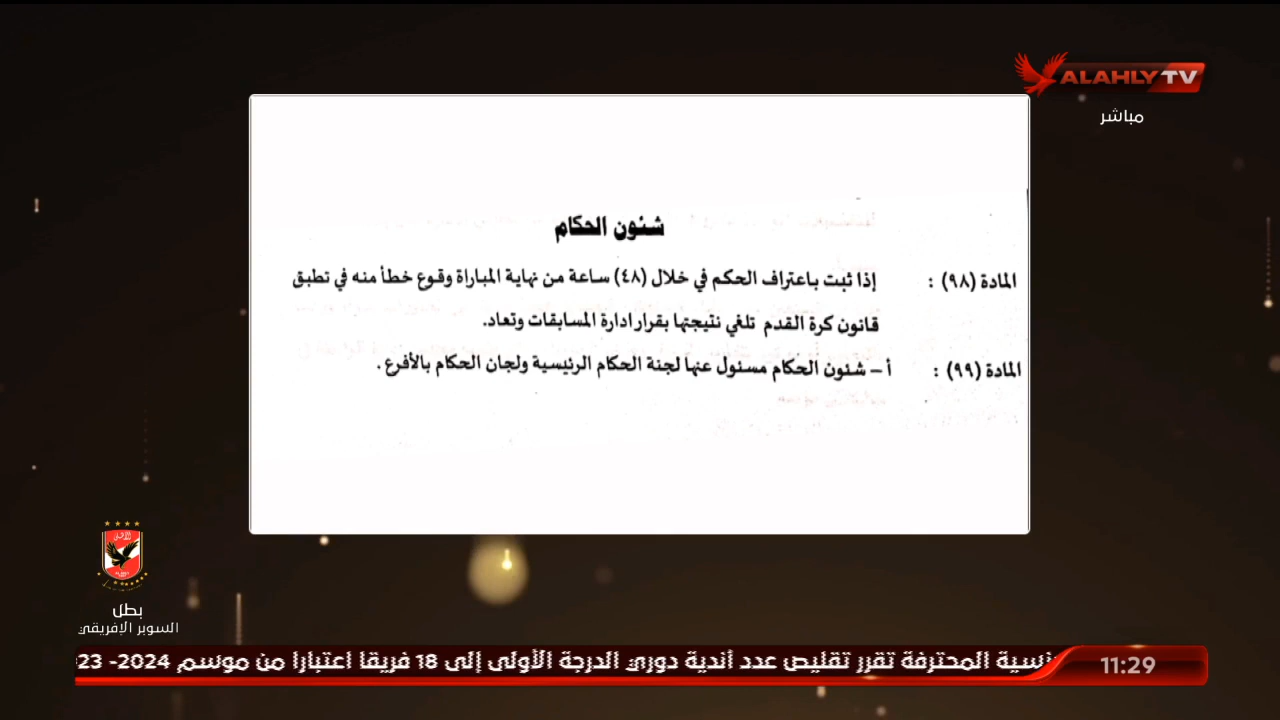 ALAHLY TV
مباشر
شئون الحكام
المادة (٩٨) : إذا ثبت باعتراف الحكم في خلال (٤٨) ساعة من نهاية المباراة وقوع خطأ منه في تطبق
قانون كرة القدم تلغي نتيجتها بقرار ادارة المسابقات وتعاد.
المادة (٩٩) : أ – شئون الحكام مسئول عنها لجنة الحكام الرئيسية ولجان الحكام بالأفرع .
بطل
السوبر الإفريقي
المحترفة تقرر تقليص عدد أندية دوري الدرجة الأولى إلى 18 فريقا اعتبارا من موسم 2024-
11:29